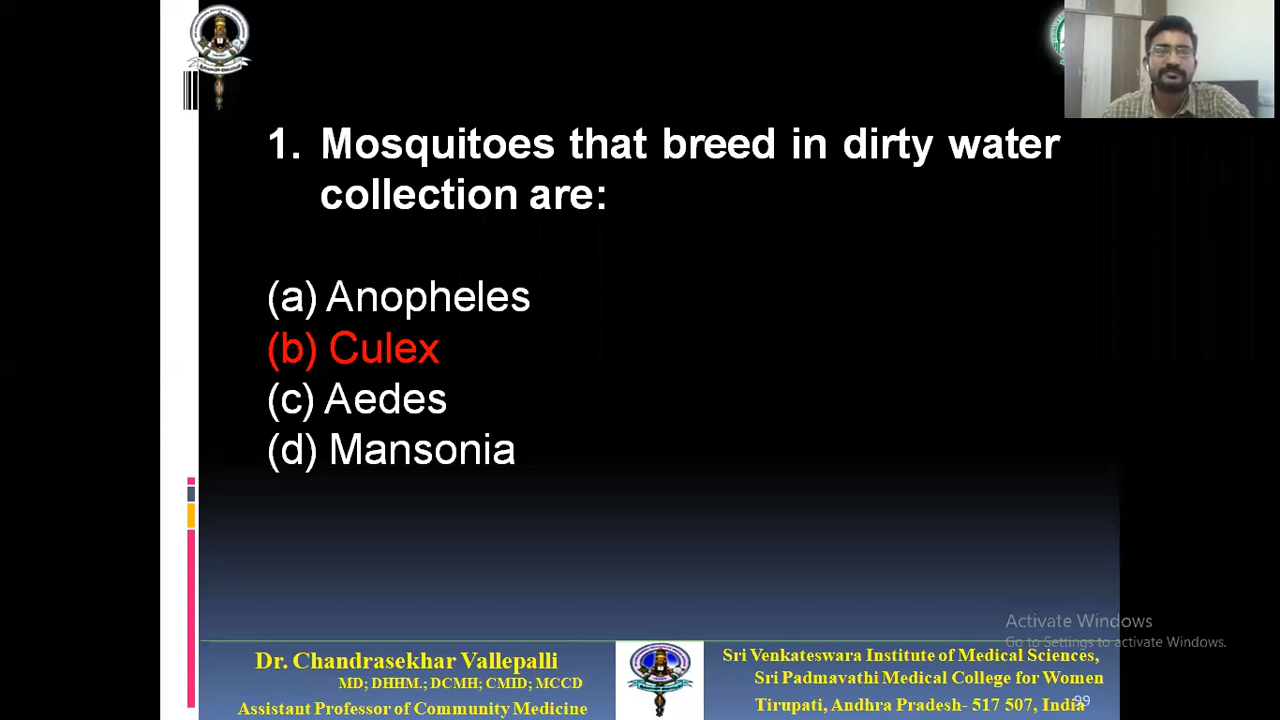 1. Mosquitoes that breed in dirty water
collection are:
(a) Anopheles
(b) Culex
(c) Aedes
(d) Mansonia
Activate Windows
Go to Settings to activate Windows.
Dr. Chandrasekhar Vallepalli
MD; DHHM.; DCMH; CMID; MCCD
Assistant Professor of Community Medicine
Sri Venkateswara Institute of Medical Sciences,
Sri Padmavathi Medical College for Women
Tirupati, Andhra Pradesh- 517 507, India
99